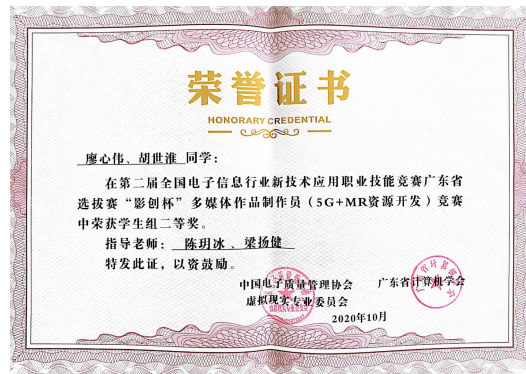 荣誉证书
HONORARY CREDENTIAL
廖心伟、胡世淮 同学：
在第二届全国电子信息行业新技术应用职业技能竞赛广东省
选拔赛“影创杯”多媒体作品制作员（5G+MR资源开发）竞赛
中荣获学生组二等奖。
指导老师： 陈玥冰、梁扬健
特发此证，以资鼓励。
中国电子质量管理协会 广东省计算机学会
虚拟现实专业委员会
2020年10月